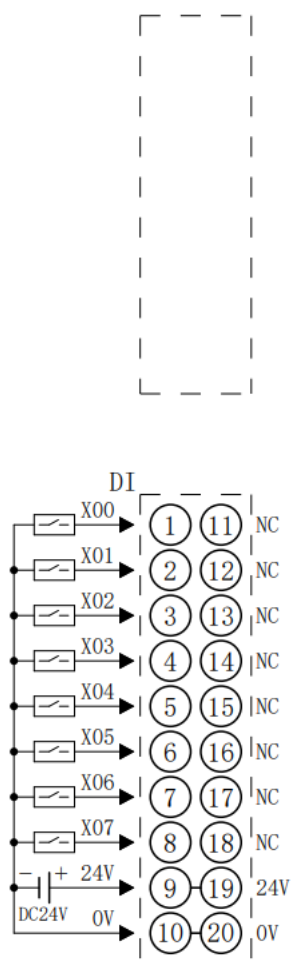 DI
X00 1 11 NC
X01 2 12 NC
X02 3 13 NC
X03 4 14 NC
X04 5 15 NC
X05 6 16 NC
X06 7 17 NC
X07 8 18 NC
- + 24V 9 19 24V
DC24V 0V 10 20 0V